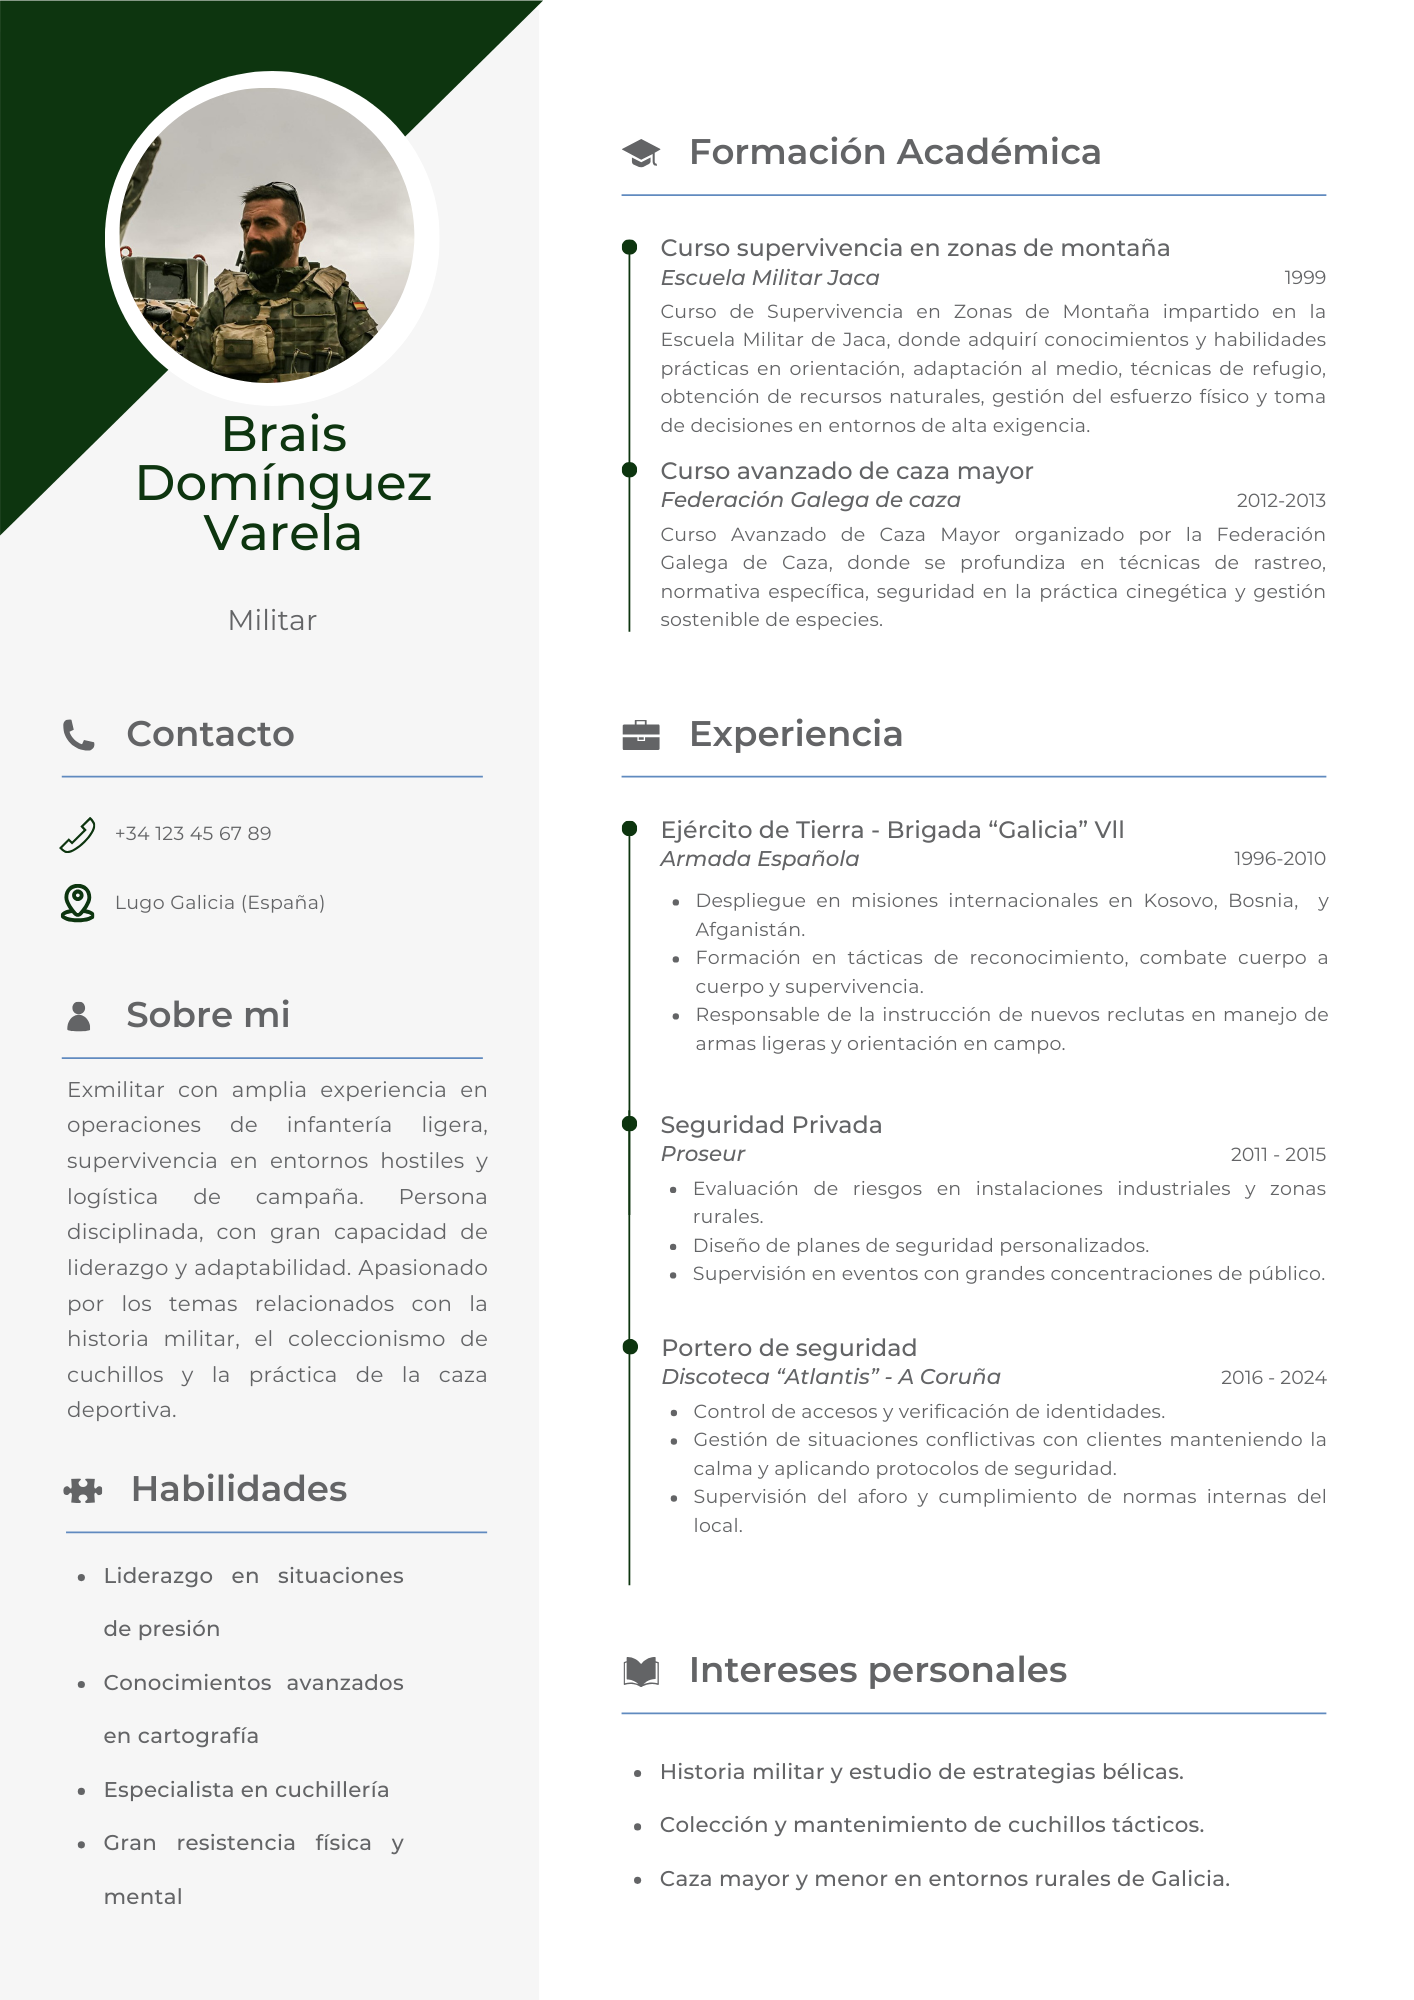 Brais
Domínguez
Varela
Militar
Contacto
+34 123 45 67 89
Lugo Galicia (España)
Sobre mi
Exmilitar con amplia experiencia en
operaciones de infantería ligera,
supervivencia en entornos hostiles y
logística de campaña. Persona
disciplinada, con gran capacidad de
liderazgo y adaptabilidad. Apasionado
por los temas relacionados con la
historia militar, el coleccionismo de
cuchillos y la práctica de la caza
deportiva.
Habilidades
• Liderazgo en situaciones
de presión
• Conocimientos avanzados
en cartografía
• Especialista en cuchillería
• Gran resistencia física y
mental
Formación Académica
Curso supervivencia en zonas de montaña
Escuela Militar Jaca 1999
Curso de Supervivencia en Zonas de Montaña impartido en la
Escuela Militar de Jaca, donde adquirí conocimientos y habilidades
prácticas en orientación, adaptación al medio, técnicas de refugio,
obtención de recursos naturales, gestión del esfuerzo físico y toma
de decisiones en entornos de alta exigencia.
Curso avanzado de caza mayor
Federación Galega de caza 2012-2013
Curso Avanzado de Caza Mayor organizado por la Federación
Galega de Caza, donde se profundiza en técnicas de rastreo,
normativa específica, seguridad en la práctica cinegética y gestión
sostenible de especies.
Experiencia
Ejército de Tierra - Brigada “Galicia” Vll
Armada Española 1996-2010
• Despliegue en misiones internacionales en Kosovo, Bosnia, y
Afganistán.
• Formación en tácticas de reconocimiento, combate cuerpo a
cuerpo y supervivencia.
• Responsable de la instrucción de nuevos reclutas en manejo de
armas ligeras y orientación en campo.
Seguridad Privada
Proseur 2011 - 2015
• Evaluación de riesgos en instalaciones industriales y zonas
rurales.
• Diseño de planes de seguridad personalizados.
• Supervisión en eventos con grandes concentraciones de público.
Portero de seguridad
Discoteca “Atlantis” - A Coruña 2016 - 2024
• Control de accesos y verificación de identidades.
• Gestión de situaciones conflictivas con clientes manteniendo la
calma y aplicando protocolos de seguridad.
• Supervisión del aforo y cumplimiento de normas internas del
local.
Intereses personales
• Historia militar y estudio de estrategias bélicas.
• Colección y mantenimiento de cuchillos tácticos.
• Caza mayor y menor en entornos rurales de Galicia.